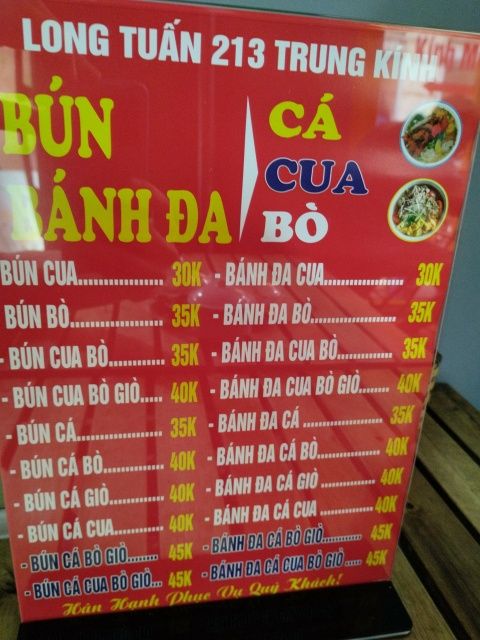 LONG TUẤN 213 TRUNG KÍNH
BÚN
BÁNH ĐA
CÁ
CUA
BÒ
BÚN CUA................ 30K
BÚN BÒ................. 35K
- BÚN CUA BÒ........... 35K
- BÚN CUA BÒ GIÒ....... 40K
- BÚN CÁ............... 35K
- BÚN CÁ BÒ............ 40K
- BÚN CÁ GIÒ........... 40K
- BÚN CÁ CUA........... 40K
- BÚN CÁ BÒ GIÒ........ 45K
- BÚN CÁ CUA BÒ GIÒ... 45K
- BÁNH ĐA CUA.................. 30K
- BÁNH ĐA BÒ................... 35K
- BÁNH ĐA CUA BÒ............. 35K
- BÁNH ĐA CUA BÒ GIÒ....... 40K
- BÁNH ĐA CÁ .................. 35K
- BÁNH ĐA CÁ BÒ.............. 40K
- BÁNH ĐA CÁ GIÒ ............ 40K
- BÁNH ĐA CÁ CUA ............ 40K
- BÁNH ĐA CÁ BÒ GIÒ......... 45K
- BÁNH ĐA CÁ CUA BÒ GIÒ ..... 45K
Hân Hạnh Phục Vụ Quý Khách!